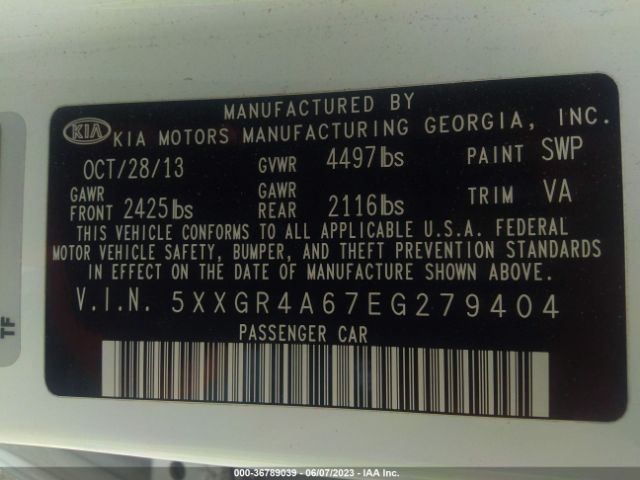 MANUFACTURED BY
KIA KIA MOTORS MANUFACTURING GEORGIA, INC.
OCT/28/13 GVWR 4497lbs PAINT SWP
GAWR FRONT 2425lbs GAWR REAR 2116lbs TRIM VA
THIS VEHICLE CONFORMS TO ALL APPLICABLE U.S.A. FEDERAL
MOTOR VEHICLE SAFETY, BUMPER, AND THEFT PREVENTION STANDARDS
IN EFFECT ON THE DATE OF MANUFACTURE SHOWN ABOVE.
V.I.N. 5XXGR4A67EG279404
PASSENGER CAR
TF
000-36789039 - 06/07/2023 - IAA Inc.